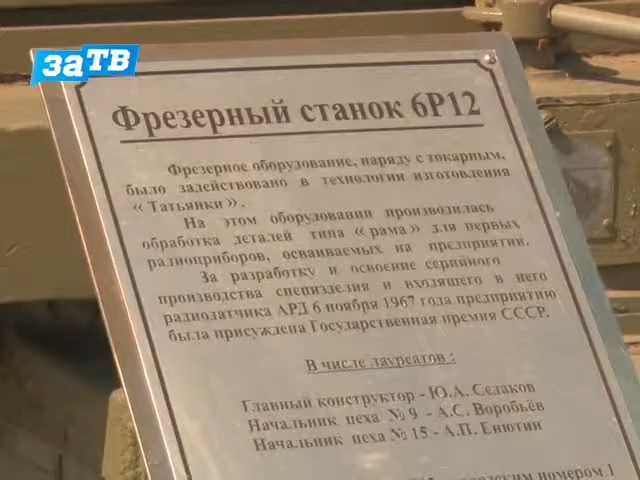 заТВ
Фрезерный станок 6Р12
Фрезерное оборудование, наряду с токарным,
было задействовано в технологии изготовления
«Татьянки».
На этом оборудовании производилась
обработка деталей типа «рама» для первых
радиоприборов, осваиваемых на предприятии.
За разработку и освоение серийного
производства специзделия и входящего в него
радиодатчика АРД 6 ноября 1967 года предприятию
была присуждена Государственная премия СССР.
В числе лауреатов:
Главный конструктор - Ю.А. Седаков
Начальник цеха № 9 - А.С. Воробьёв
Начальник цеха № 15 - А.П. Енютин
номером 1